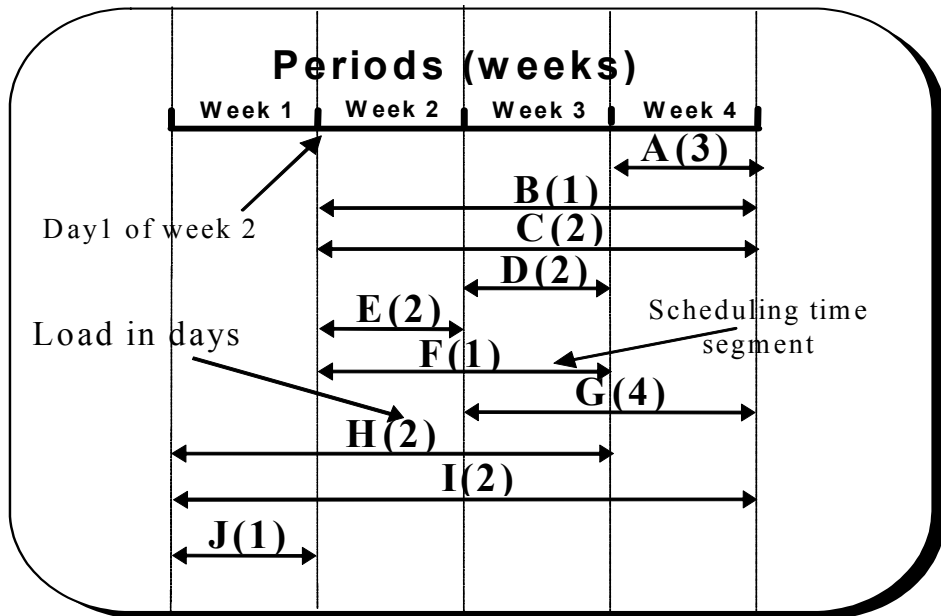 Periods (weeks)
Week 1 Week 2 Week 3 Week 4
A(3)
B(1)
Day1 of week 2
C(2)
D(2)
E(2)
Scheduling time
segment
Load in days
F(1)
G(4)
H(2)
I(2)
J(1)